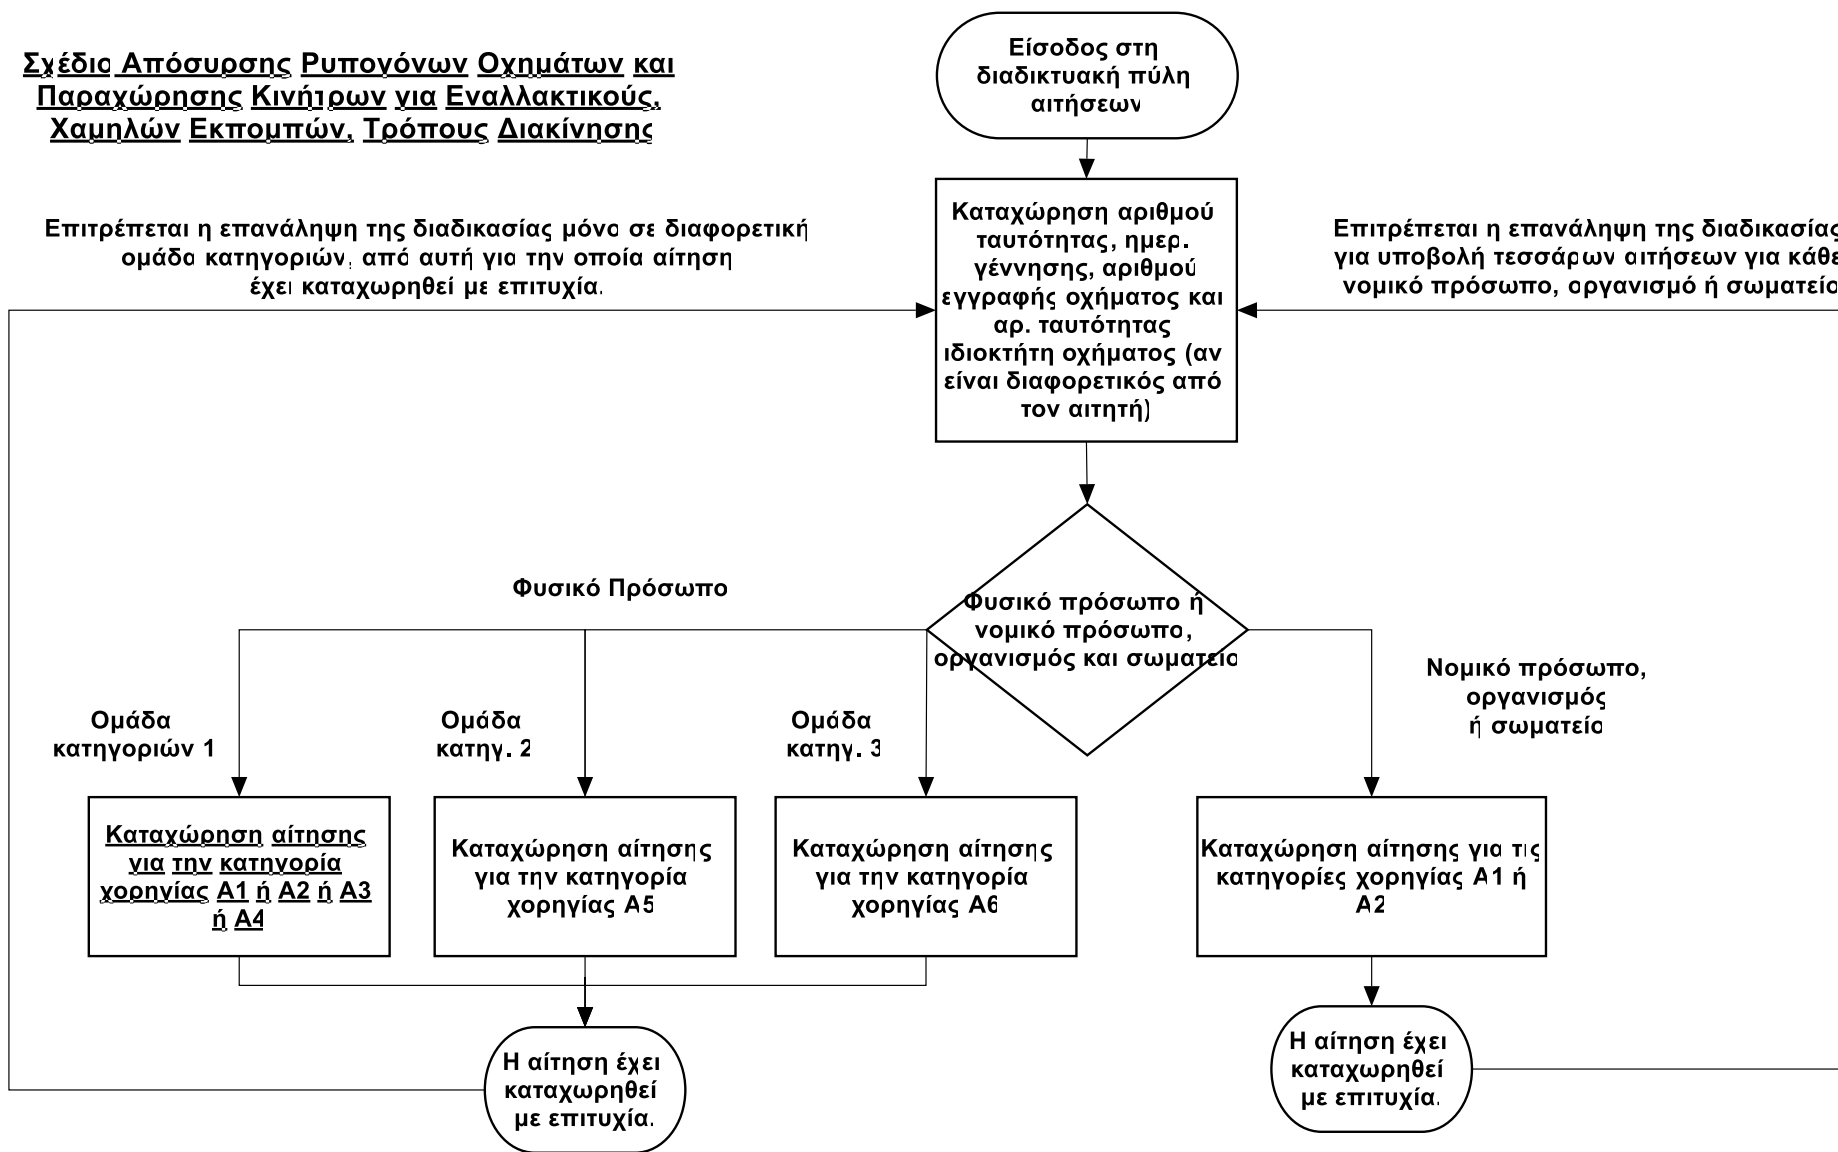 Σχέδιο Απόσυρσης Ρυπογόνων Οχημάτων και
Παραχώρησης Κινήτρων για Εναλλακτικούς,
Χαμηλών Εκπομπών, Τρόπους Διακίνησης
Είσοδος στη
διαδικτυακή πύλη
αιτήσεων
Επιτρέπεται η επανάληψη της διαδικασίας μόνο σε διαφορετική
ομάδα κατηγοριών, από αυτή για την οποία αίτηση
έχει καταχωρηθεί με επιτυχία.
Καταχώρηση αριθμού
ταυτότητας, ημερ.
γέννησης, αριθμού
εγγραφής οχήματος και
αρ. ταυτότητας
ιδιοκτήτη οχήματος (αν
είναι διαφορετικός από
τον αιτητή)
Επιτρέπεται η επανάληψη της διαδικασίας
για υποβολή τεσσάρων αιτήσεων για κάθε
νομικό πρόσωπο, οργανισμό ή σωματείο
Φυσικό Πρόσωπο
Φυσικό πρόσωπο ή
νομικό πρόσωπο,
οργανισμός και σωματείο
Νομικό πρόσωπο,
οργανισμός
ή σωματείο
Ομάδα
κατηγοριών 1
Ομάδα
κατηγ. 2
Ομάδα
κατηγ. 3
Καταχώρηση αίτησης
για την κατηγορία
χορηγίας Α1 ή Α2 ή Α3
ή Α4
Καταχώρηση αίτησης
για την κατηγορία
χορηγίας Α5
Καταχώρηση αίτησης
για την κατηγορία
χορηγίας Α6
Καταχώρηση αίτησης για τις
κατηγορίες χορηγίας Α1 ή
Α2
Η αίτηση έχει
καταχωρηθεί
με επιτυχία.
Η αίτηση έχει
καταχωρηθεί
με επιτυχία.